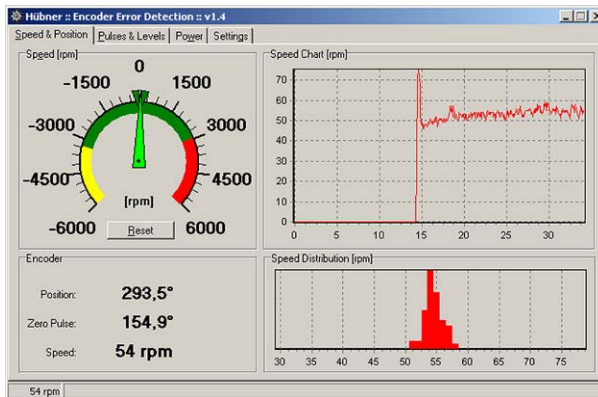 Hübner :: Encoder Error Detection :: v1.4
Speed & Position Pulses & Levels Power Settings
Speed [rpm]
0
-1500 1500
-3000 3000
-4500 4500
[rpm]
-6000 Reset 6000
Speed Chart [rpm]
70
60
50
40
30
20
10
0
0 5 10 15 20 25 30
Encoder
Position: 293,5°
Zero Pulse: 154,9°
Speed: 54 rpm
Speed Distribution [rpm]
30 35 40 45 50 55 60 65 70 75
54 rpm